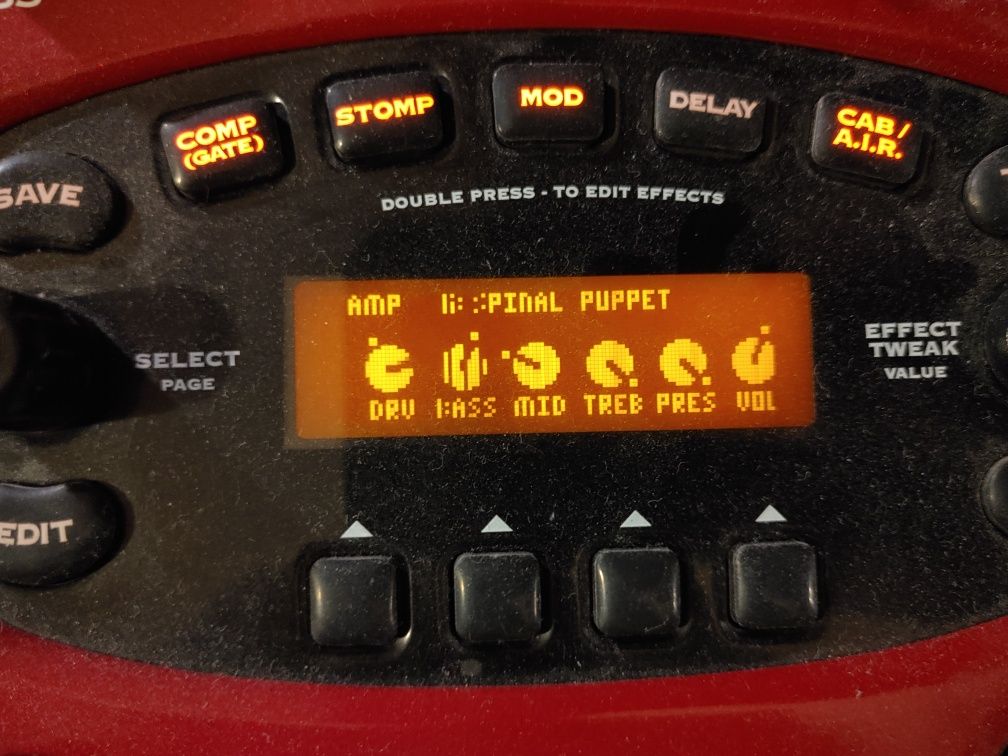 COMP
(GATE)
STOMP
MOD
DELAY
CAB /
A.I.R.
SAVE
DOUBLE PRESS - TO EDIT EFFECTS
AMP PINAL PUPPET
SELECT
PAGE
EFFECT
TWEAK
VALUE
DRV ASS MID TREB PRES VOL
EDIT